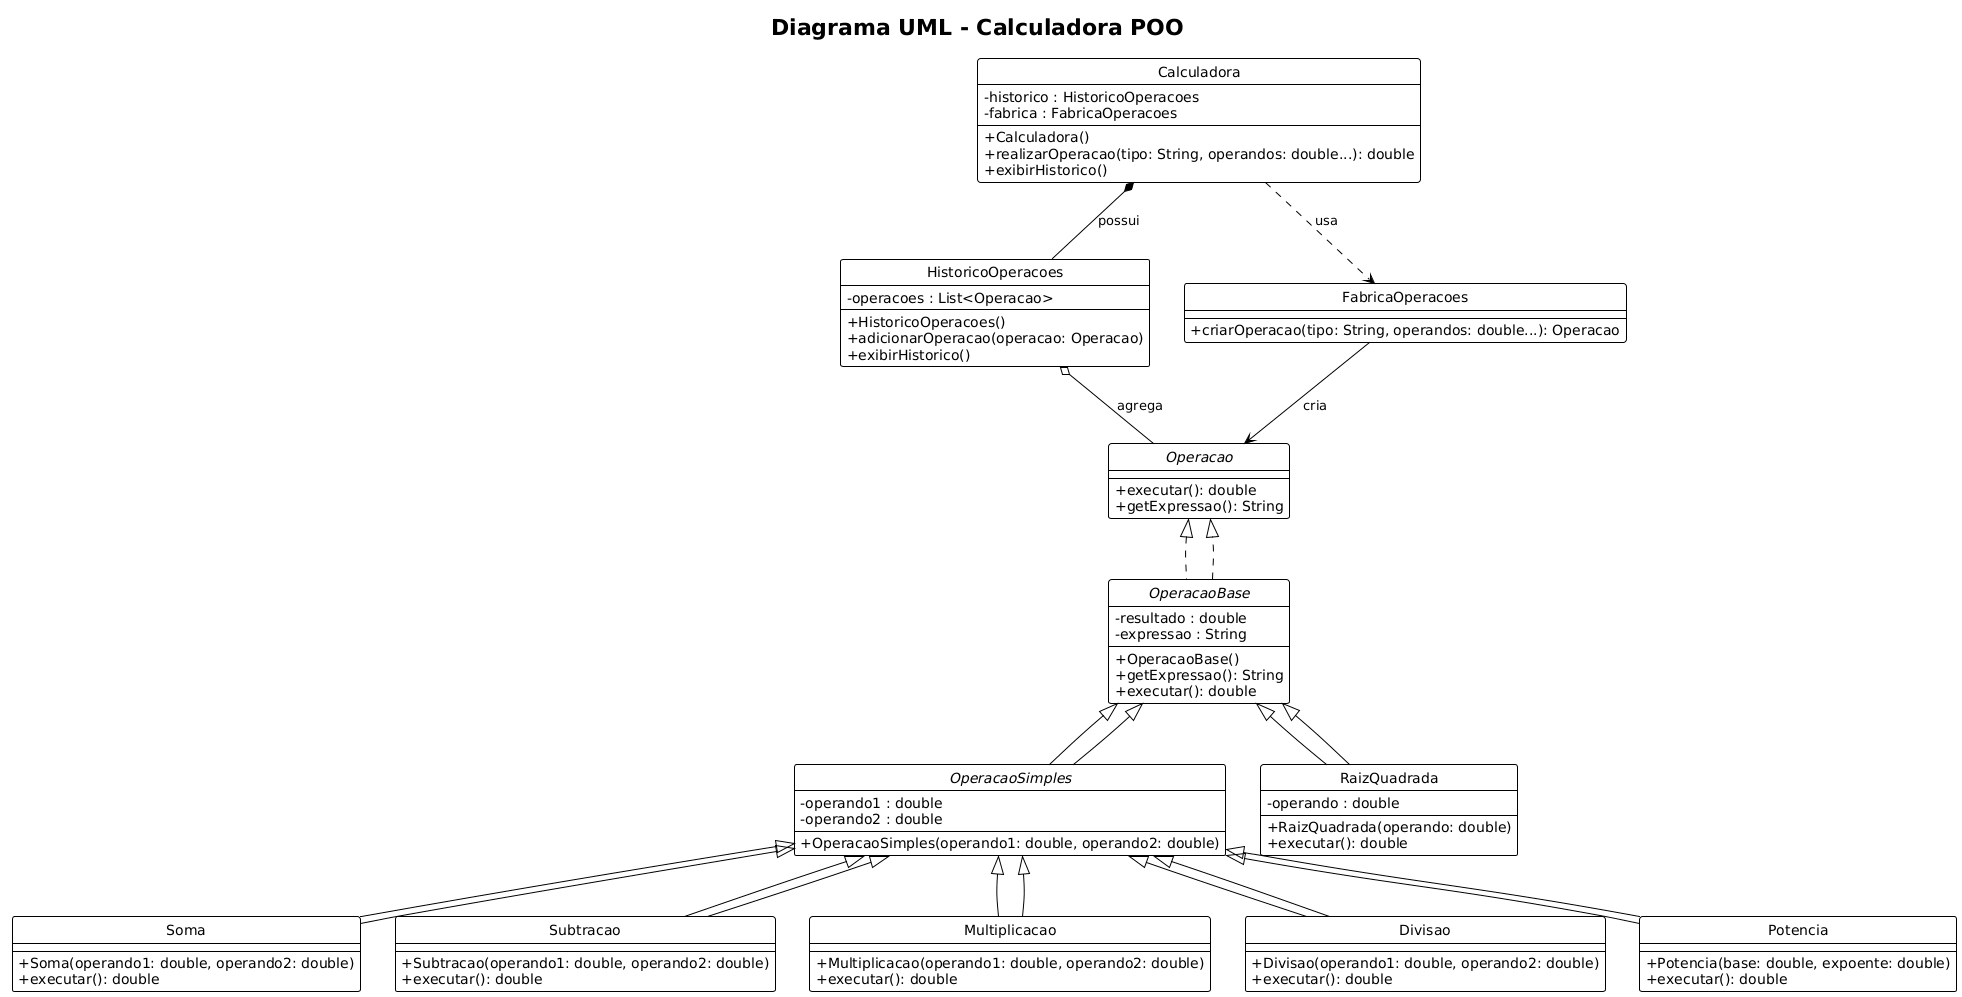 Diagrama UML - Calculadora POO
Calculadora
-historico : HistoricoOperacoes
-fabrica : FabricaOperacoes
+Calculadora()
+realizarOperacao(tipo: String, operandos: double...): double
+exibirHistorico()
possui
usa
HistoricoOperacoes
-operacoes : List<Operacao>
+HistoricoOperacoes()
+adicionarOperacao(operacao: Operacao)
+exibirHistorico()
FabricaOperacoes
+criarOperacao(tipo: String, operandos: double...): Operacao
agrega
cria
Operacao
+executar(): double
+getExpressao(): String
OperacaoBase
-resultado : double
-expressao : String
+OperacaoBase()
+getExpressao(): String
+executar(): double
OperacaoSimples
-operando1 : double
-operando2 : double
+OperacaoSimples(operando1: double, operando2: double)
RaizQuadrada
-operando : double
+RaizQuadrada(operando: double)
+executar(): double
Soma
+Soma(operando1: double, operando2: double)
+executar(): double
Subtracao
+Subtracao(operando1: double, operando2: double)
+executar(): double
Multiplicacao
+Multiplicacao(operando1: double, operando2: double)
+executar(): double
Divisao
+Divisao(operando1: double, operando2: double)
+executar(): double
Potencia
+Potencia(base: double, expoente: double)
+executar(): double